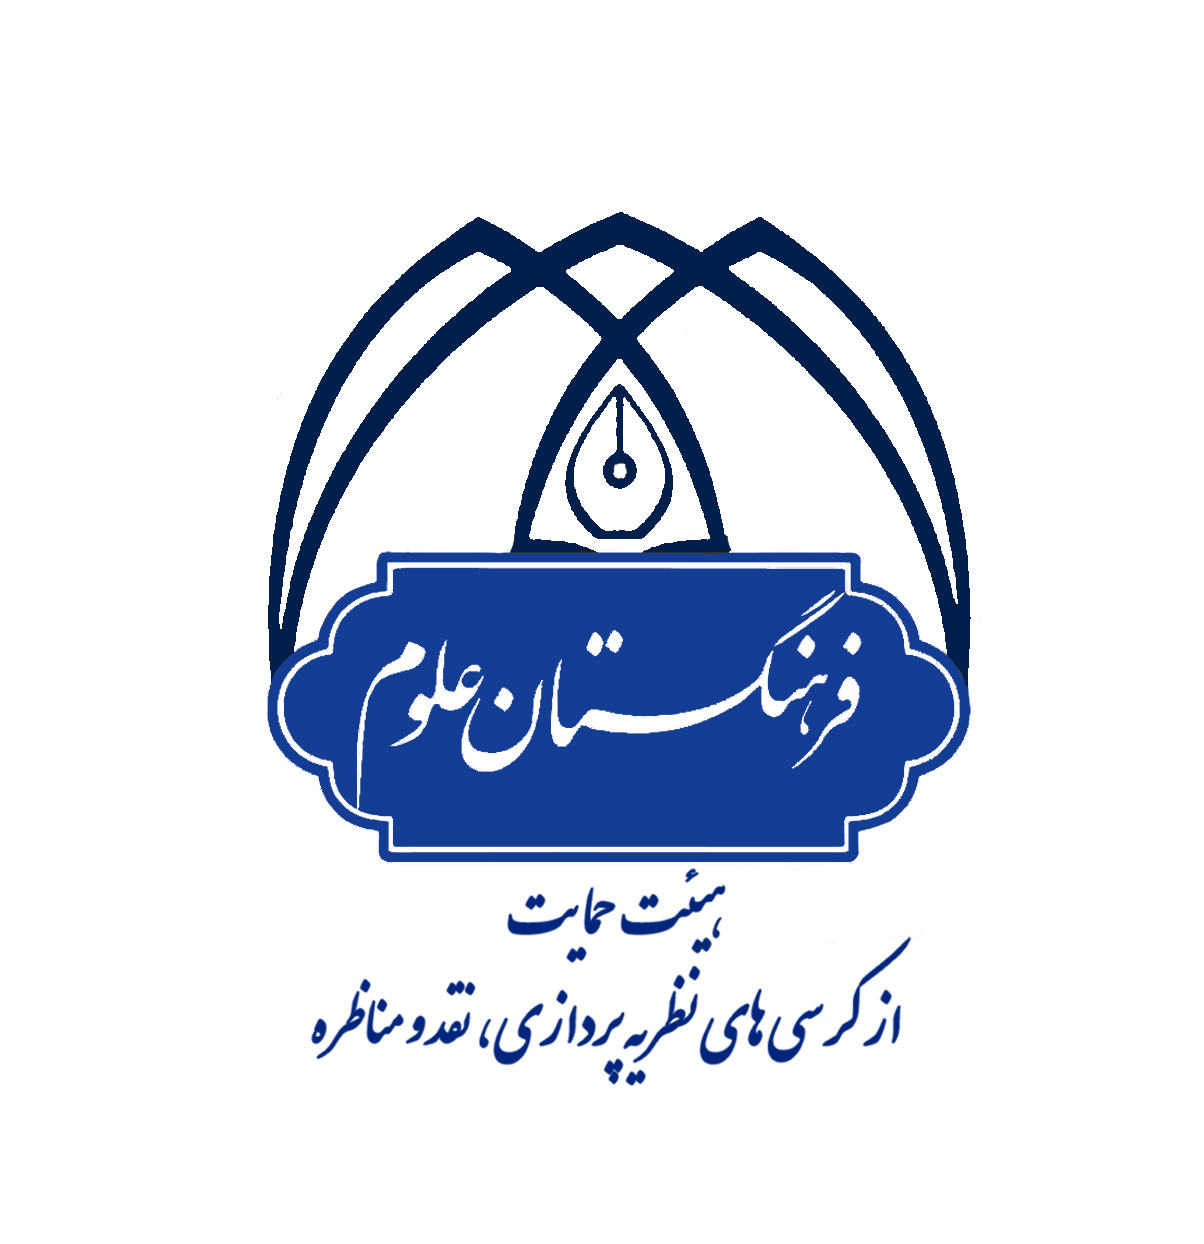 فرهنگستان علوم
هیئت حمایت
از کرسی های نظریه پردازی، نقد و مناظره